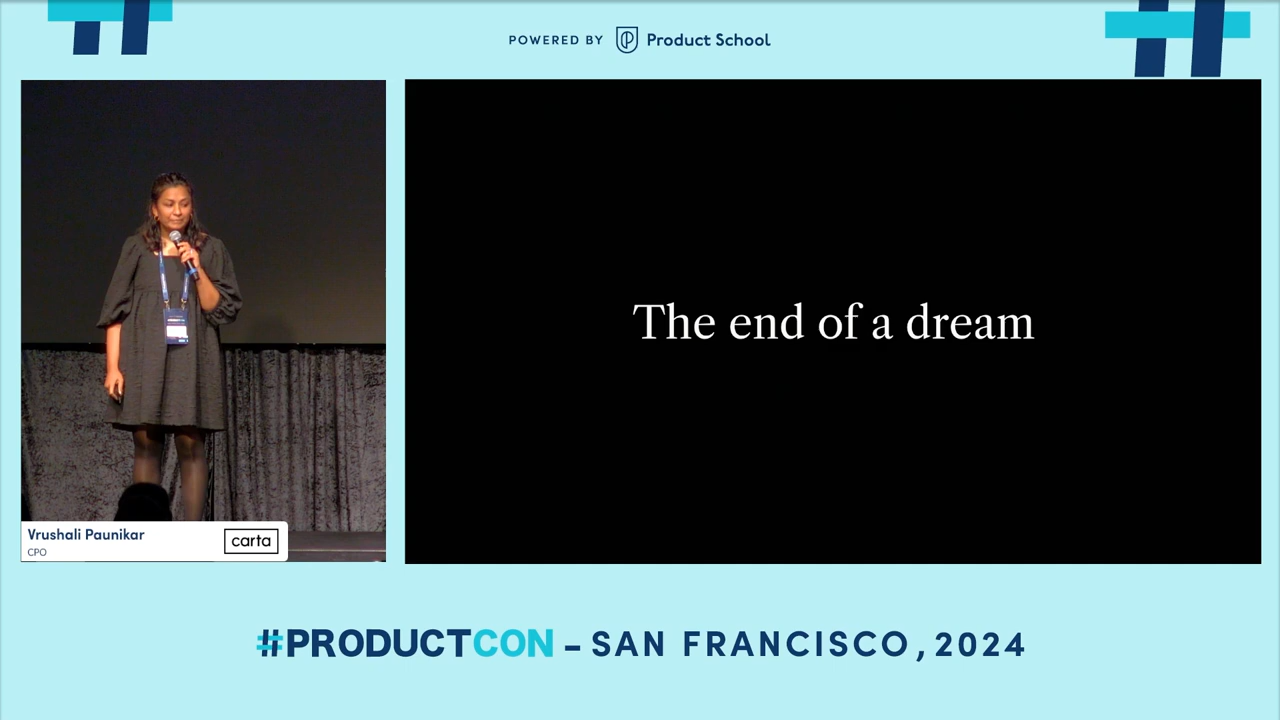 POWERED BY Product School
The end of a dream
Vrushali Paunikar
CPO
carta
#PRODUCTCON – SAN FRANCISCO, 2024